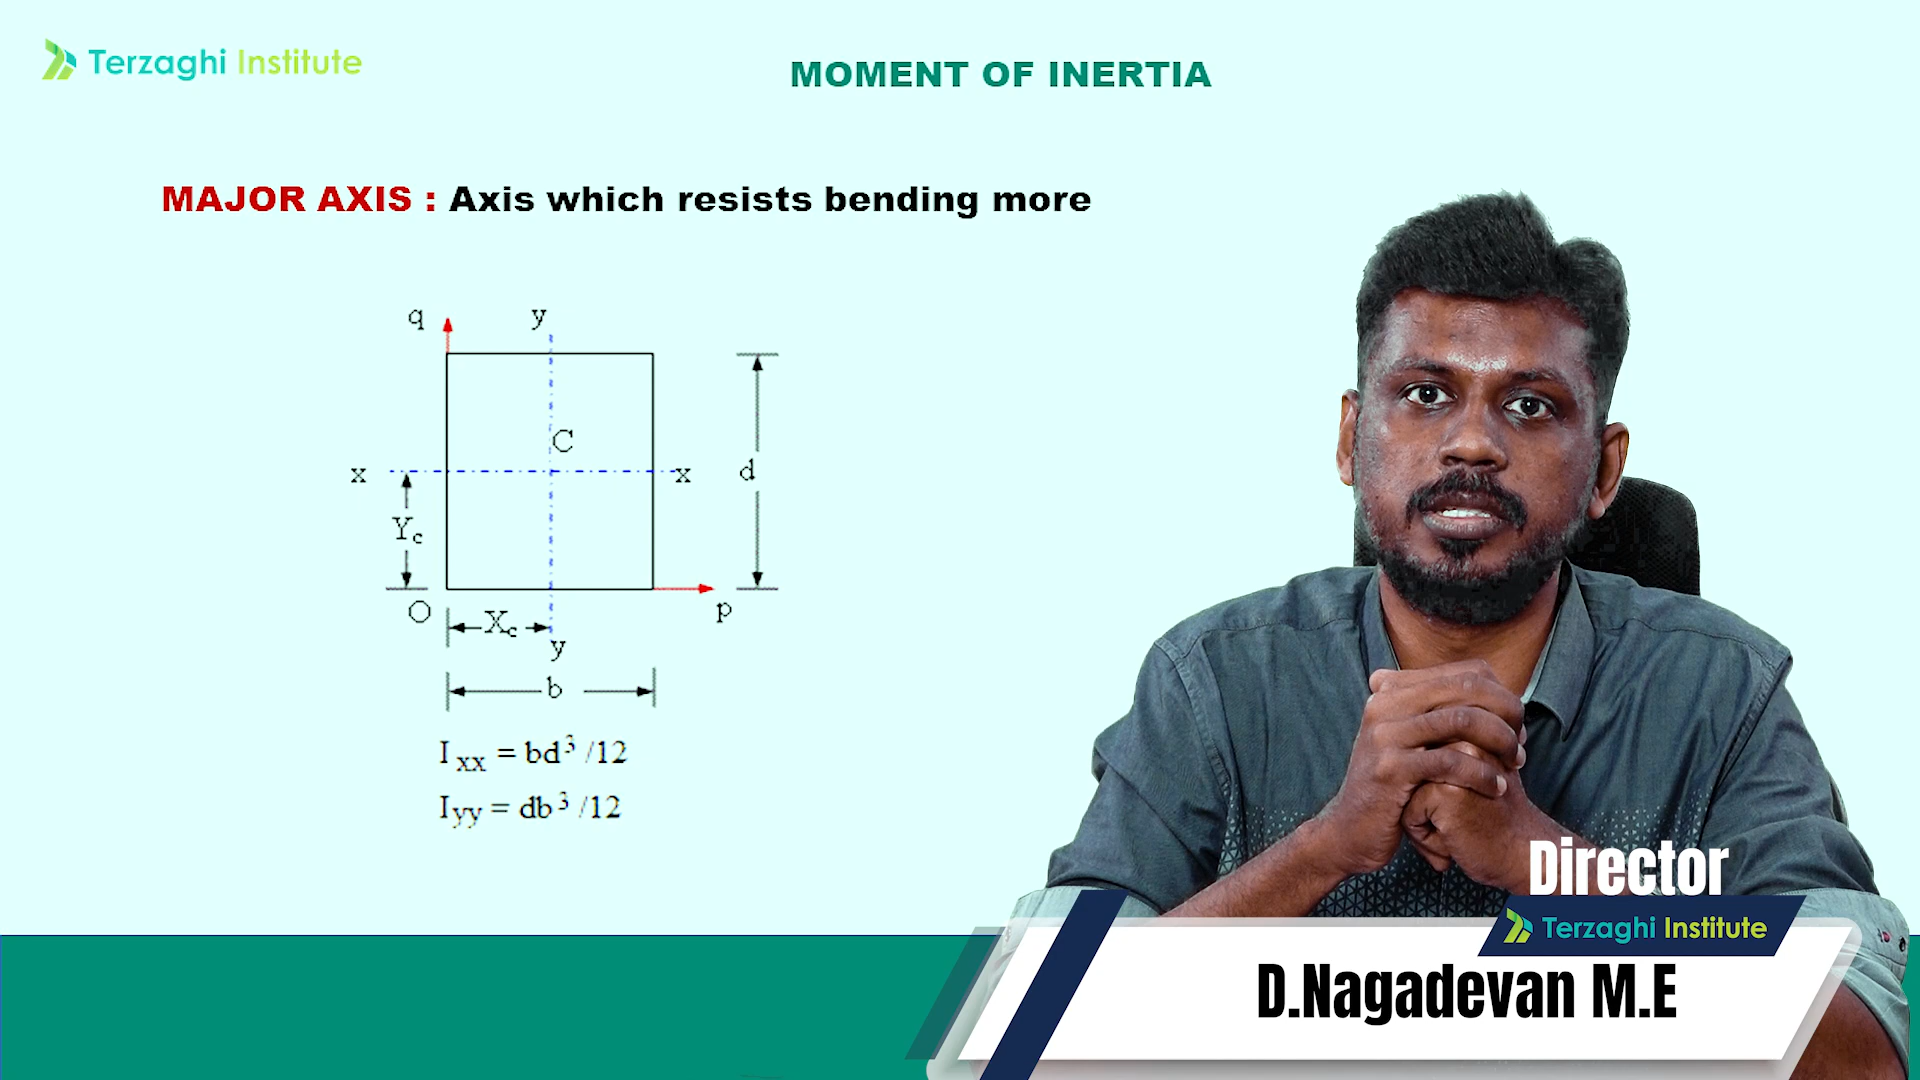 Terzaghi Institute
MOMENT OF INERTIA
MAJOR AXIS : Axis which resists bending more
q
y
C
x
x
d
Yc
O
Xc
p
y
b
I xx = bd³ /12
Iyy = db³ /12
Director
Terzaghi Institute
D.Nagadevan M.E